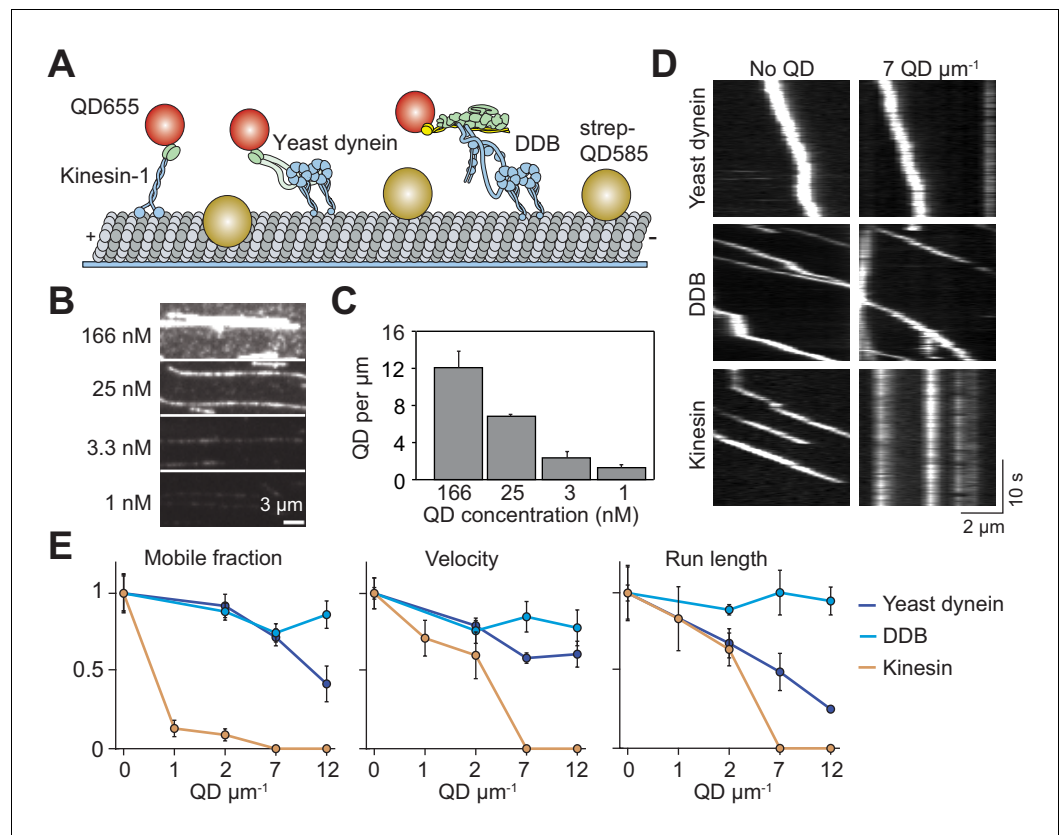 A
QD655
Kinesin-1
Yeast dynein
DDB
strep-
QD585
+
-
B
166 nM
25 nM
3.3 nM
1 nM
3 µm
C
QD per µm
16
12
8
4
0
166 25 3 1
QD concentration (nM)
D
No QD 7 QD µm-1
Yeast dynein
DDB
Kinesin
10 s
2 µm
E
Mobile fraction
1
0.5
0
0 1 2 7 12
QD µm-1
Velocity
0 1 2 7 12
QD µm-1
Run length
0 1 2 7 12
QD µm-1
Yeast dynein
DDB
Kinesin